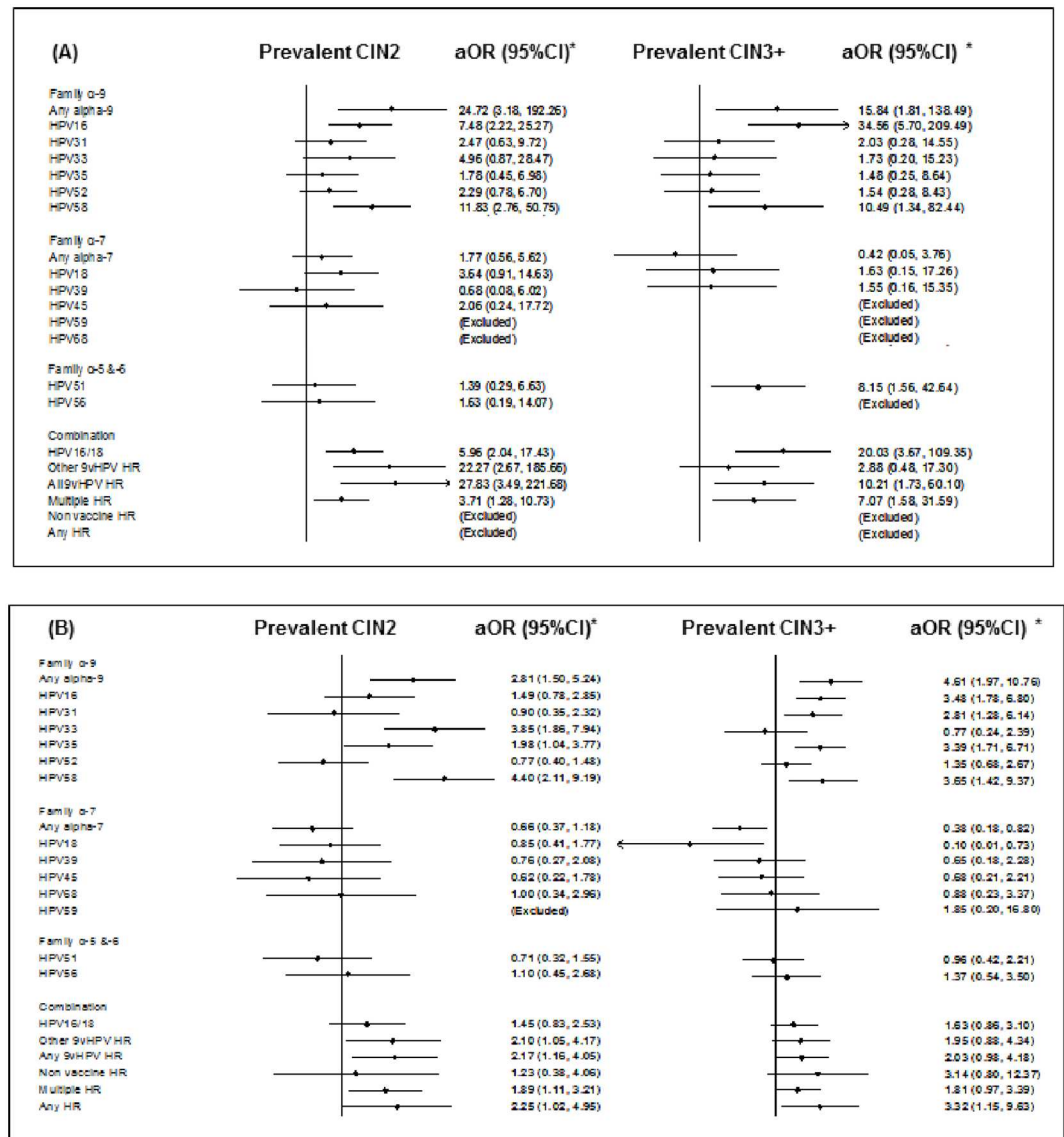 (A) Prevalent CIN2 aOR (95%CI)* Prevalent CIN3+ aOR (95%CI) *
Family α-9
Any alpha-9 24.72 (3.18, 192.26) 15.84 (1.81, 138.49)
HPV16 7.48 (2.22, 25.27) 34.56 (5.70, 209.49)
HPV31 2.47 (0.63, 9.72) 2.03 (0.28, 14.55)
HPV33 4.96 (0.87, 28.47) 1.73 (0.20, 15.23)
HPV35 1.78 (0.45, 6.98) 1.48 (0.25, 8.64)
HPV52 2.29 (0.78, 6.70) 1.54 (0.28, 8.43)
HPV58 11.83 (2.76, 50.75) 10.49 (1.34, 82.44)
Family α-7
Any alpha-7 1.77 (0.56, 5.62) 0.42 (0.05, 3.76)
HPV18 3.64 (0.91, 14.63) 1.63 (0.15, 17.26)
HPV39 0.68 (0.08, 6.02) 1.55 (0.16, 15.35)
HPV45 2.06 (0.24, 17.72) (Excluded)
HPV59 (Excluded) (Excluded)
HPV68 (Excluded) (Excluded)
Family α-5 &-6
HPV51 1.39 (0.29, 6.63) 8.15 (1.56, 42.64)
HPV56 1.63 (0.19, 14.07) (Excluded)
Combination
HPV16/18 5.96 (2.04, 17.43) 20.03 (3.67, 109.35)
Other 9vHPV HR 22.27 (2.67, 185.66) 2.88 (0.48, 17.30)
All 9vHPV HR 27.83 (3.49, 221.68) 10.21 (1.73, 60.10)
Multiple HR 3.71 (1.28, 10.73) 7.07 (1.58, 31.59)
Non vaccine HR (Excluded) (Excluded)
Any HR (Excluded) (Excluded)
(B) Prevalent CIN2 aOR (95%CI)* Prevalent CIN3+ aOR (95%CI) *
Family α-9
Any alpha-9 2.81 (1.50, 5.24) 4.61 (1.97, 10.76)
HPV16 1.49 (0.78, 2.85) 3.48 (1.78, 6.80)
HPV31 0.90 (0.35, 2.32) 2.81 (1.28, 6.14)
HPV33 3.85 (1.86, 7.94) 0.77 (0.24, 2.39)
HPV35 1.98 (1.04, 3.77) 3.39 (1.71, 6.71)
HPV52 0.77 (0.40, 1.48) 1.35 (0.68, 2.67)
HPV58 4.40 (2.11, 9.19) 3.65 (1.42, 9.37)
Family α-7
Any alpha-7 0.66 (0.37, 1.18) 0.38 (0.18, 0.82)
HPV18 0.85 (0.41, 1.77) 0.10 (0.01, 0.73)
HPV39 0.76 (0.27, 2.08) 0.65 (0.18, 2.28)
HPV45 0.62 (0.22, 1.78) 0.68 (0.21, 2.21)
HPV68 1.00 (0.34, 2.96) 0.88 (0.23, 3.37)
HPV59 (Excluded) 1.85 (0.20, 16.80)
Family α-5 &-6
HPV51 0.71 (0.32, 1.55) 0.96 (0.42, 2.21)
HPV56 1.10 (0.45, 2.68) 1.37 (0.54, 3.50)
Combination
HPV16/18 1.45 (0.83, 2.53) 1.63 (0.86, 3.10)
Other 9vHPV HR 2.10 (1.05, 4.17) 1.95 (0.88, 4.34)
Any 9vHPV HR 2.17 (1.16, 4.05) 2.03 (0.98, 4.18)
Non vaccine HR 1.23 (0.38, 4.06) 3.14 (0.80, 12.37)
Multiple HR 1.89 (1.11, 3.21) 1.81 (0.97, 3.39)
Any HR 2.25 (1.02, 4.95) 3.32 (1.15, 9.63)